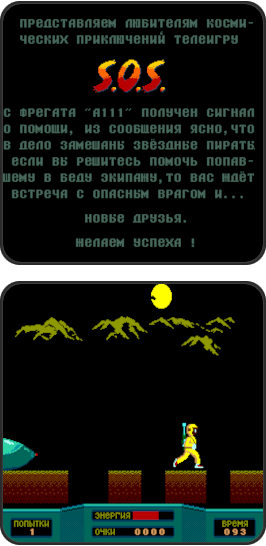 ПРЕДСТАВЛЯЕМ ЛЮБИТЕЛЯМ КОСМИ-
ЧЕСКИХ ПРИКЛЮЧЕНИЙ ТЕЛЕИГРУ
S.O.S.
С ФРЕГАТА "А111" ПОЛУЧЕН СИГНАЛ
О ПОМОЩИ, ИЗ СООБЩЕНИЯ ЯСНО,ЧТО
В ДЕЛО ЗАМЕШАНЫ ЗВЁЗДНЫЕ ПИРАТЫ
ЕСЛИ ВЫ РЕШИТЕСЬ ПОМОЧЬ ПОПАВ-
ШЕМУ В БЕДУ ЭКИПАЖУ,ТО ВАС ЖДЁТ
ВСТРЕЧА С ОПАСНЫМ ВРАГОМ И...
НОВЫЕ ДРУЗЬЯ.
ЖЕЛАЕМ УСПЕХА !
ПОПЫТКИ
1
ЭНЕРГИЯ
ОЧКИ 0000
ВРЕМЯ
093